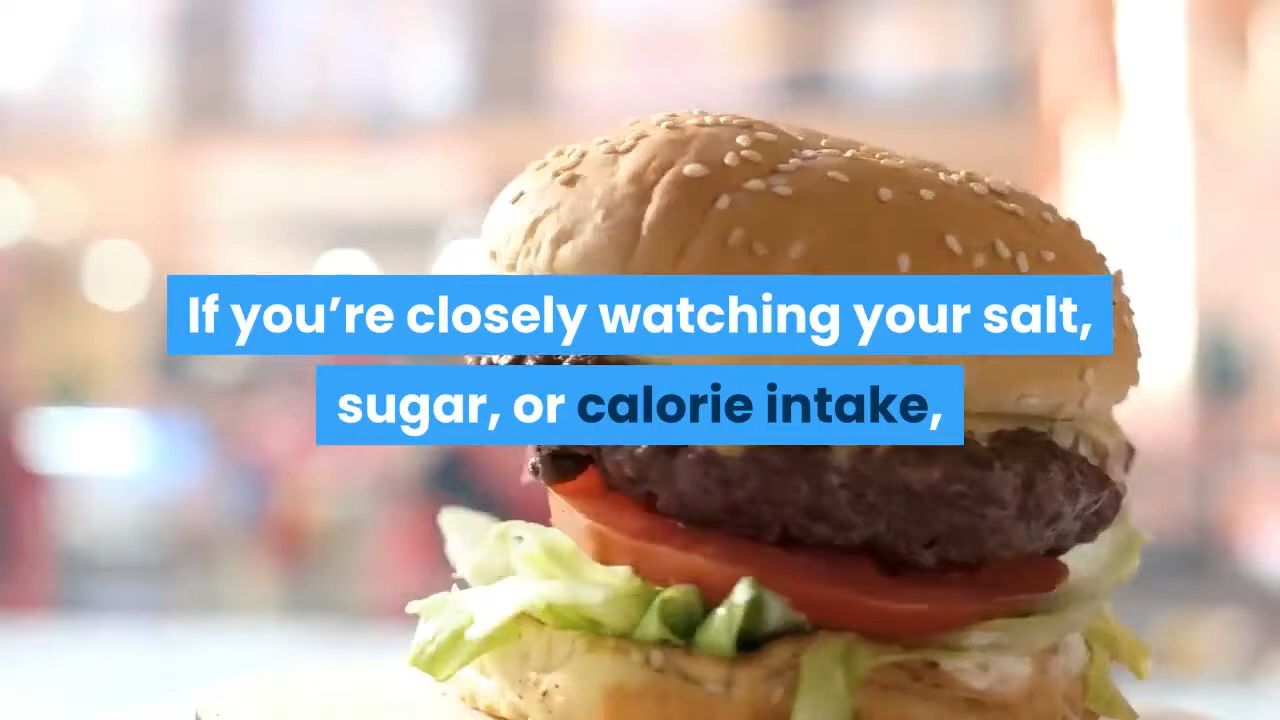 If you’re closely watching your salt,
sugar, or calorie intake,